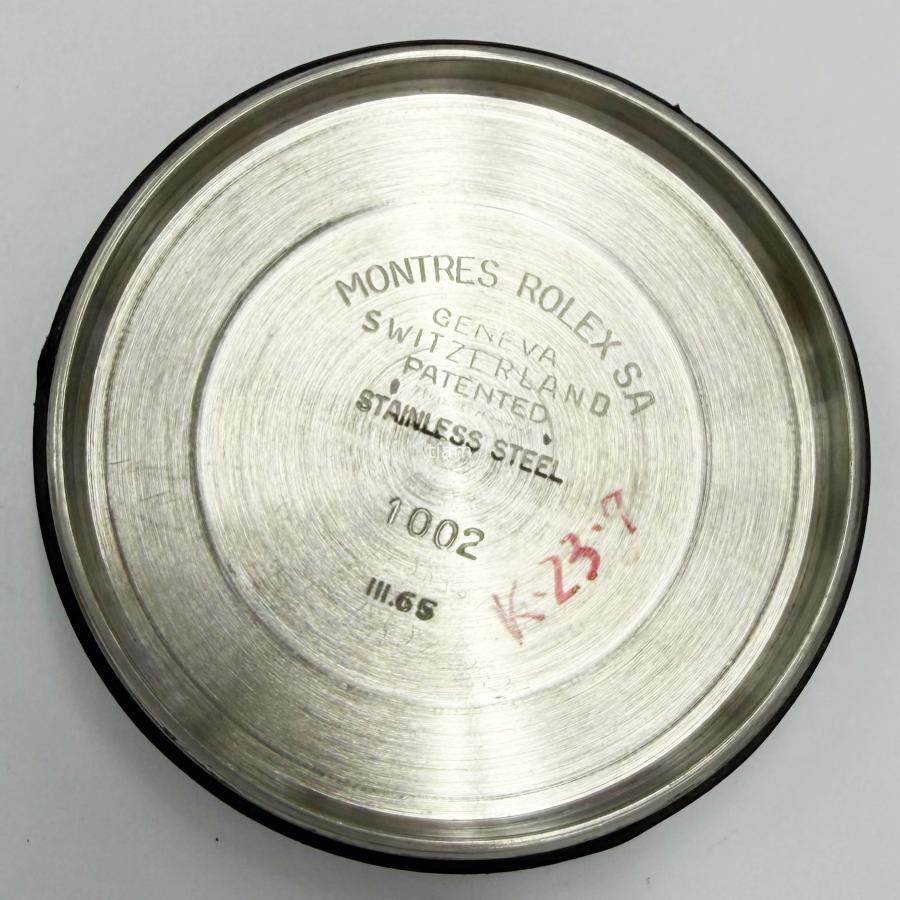 MONTRES ROLEX SA
GENEVA
SWITZERLAND
PATENTED
STAINLESS STEEL
1002
III.65
K·23·7